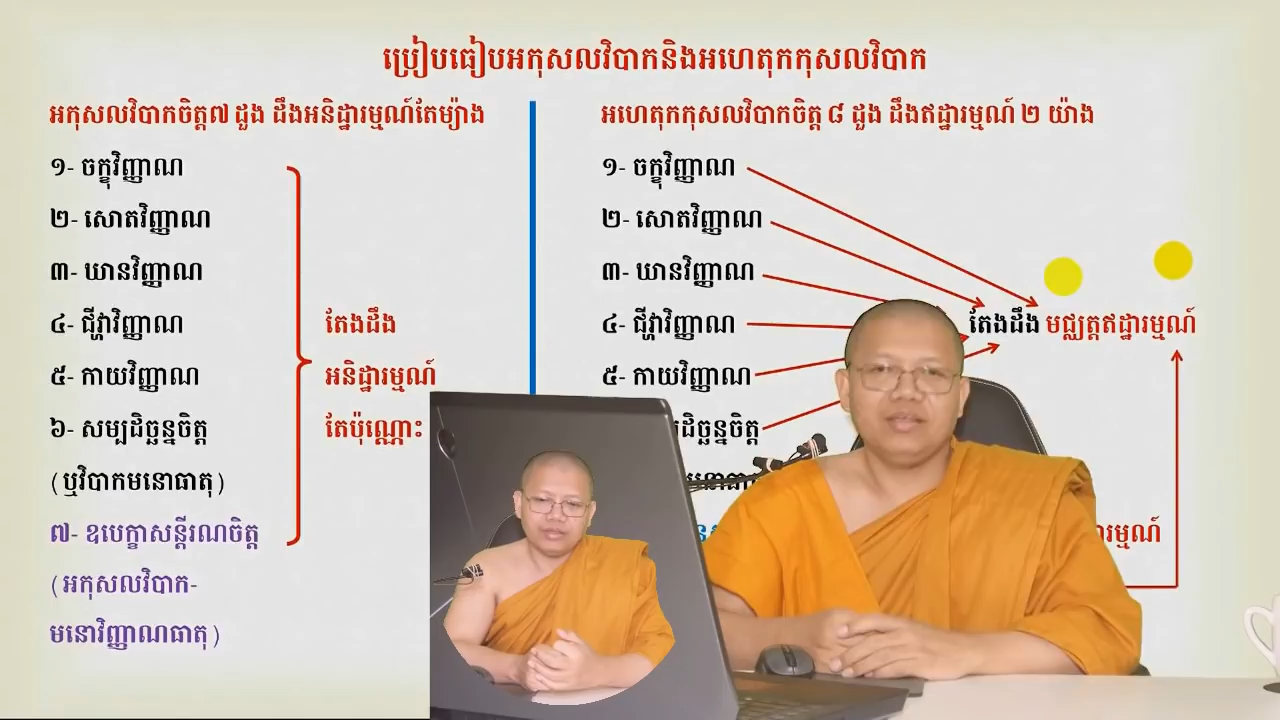 ប្រៀបធៀបអកុសលវិបាកនិងអហេតុកកុសលវិបាក
អកុសលវិបាកចិត្ត៧ ដួង ដឹងអនិដ្ឋារម្មណ៍តែម្យ៉ាង
១- ចក្ខុវិញ្ញាណ
២- សោតវិញ្ញាណ
៣- ឃានវិញ្ញាណ
៤- ជីវ្ហាវិញ្ញាណ
៥- កាយវិញ្ញាណ
៦- សម្បដិច្ឆន្នចិត្ត
(ឬវិបាកមនោធាតុ)
៧- ឧបេក្ខាសន្តីរណចិត្ត
(អកុសលវិបាក-
មនោវិញ្ញាណធាតុ)
តែងដឹង
អនិដ្ឋារម្មណ៍
តែប៉ុណ្ណោះ
អហេតុកកុសលវិបាកចិត្ត ៨ ដួង ដឹងឥដ្ឋារម្មណ៍ ២ យ៉ាង
១- ចក្ខុវិញ្ញាណ
២- សោតវិញ្ញាណ
៣- ឃានវិញ្ញាណ
៤- ជីវ្ហាវិញ្ញាណ
៥- កាយវិញ្ញាណ
ដិច្ឆន្នចិត្ត
តែងដឹង មជ្ឈត្តឥដ្ឋារម្មណ៍
រម្មណ៍